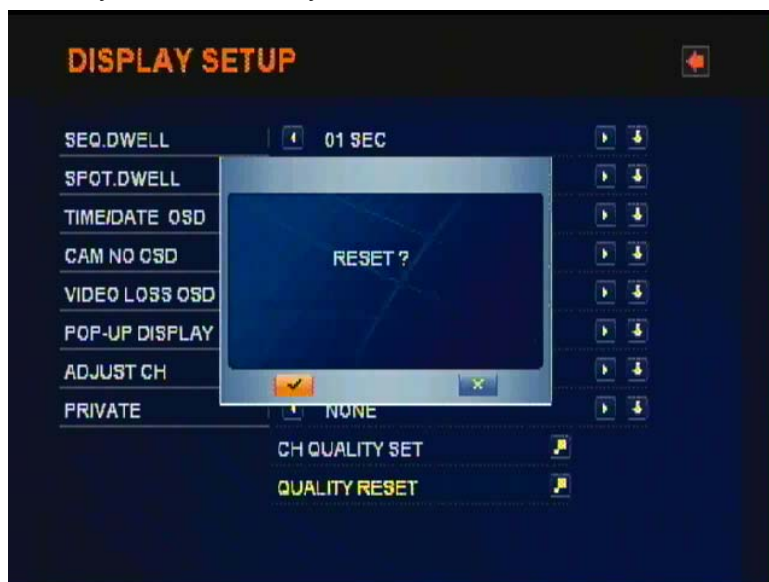 DISPLAY SETUP
SEQ.DWELL 01 SEC
SPOT.DWELL
TIME/DATE OSD
CAM NO OSD
RESET ?
VIDEO LOSS OSD
POP-UP DISPLAY
ADJUST CH
PRIVATE NONE
CH QUALITY SET
QUALITY RESET